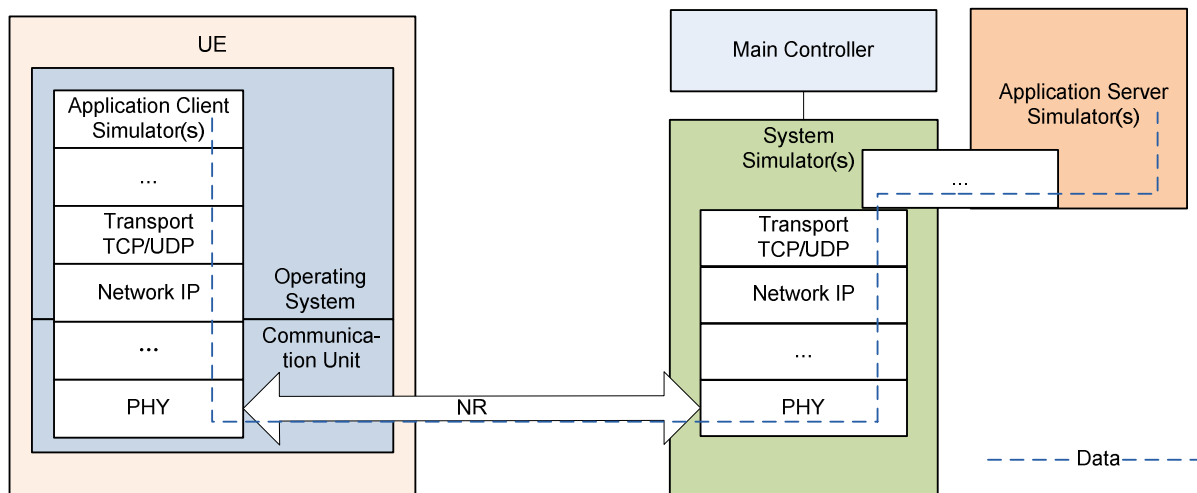 UE
Application Client
Simulator(s)
...
Transport
TCP/UDP
Network IP
Operating
System
...
Communica-
tion Unit
PHY
NR
Main Controller
System
Simulator(s)
Application Server
Simulator(s)
...
Transport
TCP/UDP
Network IP
...
PHY
Data